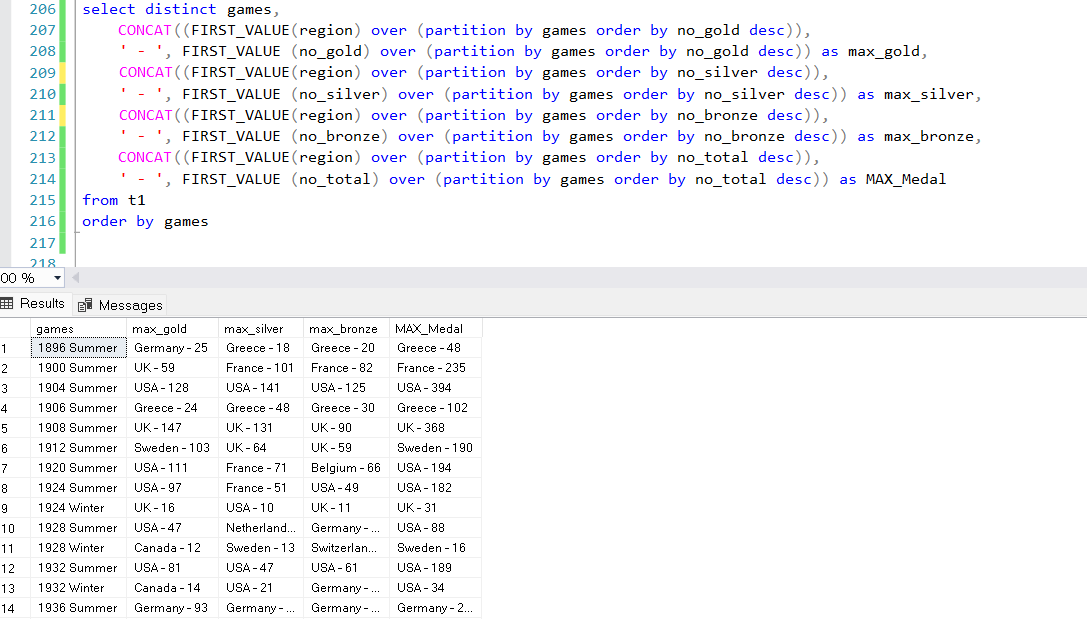 206 select distinct games,
207 CONCAT((FIRST_VALUE(region) over (partition by games order by no_gold desc)),
208 ' - ', FIRST_VALUE (no_gold) over (partition by games order by no_gold desc)) as max_gold,
209 CONCAT((FIRST_VALUE(region) over (partition by games order by no_silver desc)),
210 ' - ', FIRST_VALUE (no_silver) over (partition by games order by no_silver desc)) as max_silver,
211 CONCAT((FIRST_VALUE(region) over (partition by games order by no_bronze desc)),
212 ' - ', FIRST_VALUE (no_bronze) over (partition by games order by no_bronze desc)) as max_bronze,
213 CONCAT((FIRST_VALUE(region) over (partition by games order by no_total desc)),
214 ' - ', FIRST_VALUE (no_total) over (partition by games order by no_total desc)) as MAX_Medal
215 from t1
216 order by games
217
218
00 %
Results Messages
games max_gold max_silver max_bronze MAX_Medal
1 1896 Summer Germany - 25 Greece - 18 Greece - 20 Greece - 48
2 1900 Summer UK - 59 France - 101 France - 82 France - 235
3 1904 Summer USA - 128 USA - 141 USA - 125 USA - 394
4 1906 Summer Greece - 24 Greece - 48 Greece - 30 Greece - 102
5 1908 Summer UK - 147 UK - 131 UK - 90 UK - 368
6 1912 Summer Sweden - 103 UK - 64 UK - 59 Sweden - 190
7 1920 Summer USA - 111 France - 71 Belgium - 66 USA - 194
8 1924 Summer USA - 97 France - 51 USA - 49 USA - 182
9 1924 Winter UK - 16 USA - 10 UK - 11 UK - 31
10 1928 Summer USA - 47 Netherland... Germany - ... USA - 88
11 1928 Winter Canada - 12 Sweden - 13 Switzerlan... Sweden - 16
12 1932 Summer USA - 81 USA - 47 USA - 61 USA - 189
13 1932 Winter Canada - 14 USA - 21 Germany - ... USA - 34
14 1936 Summer Germany - 93 Germany - ... Germany - ... Germany - 2...